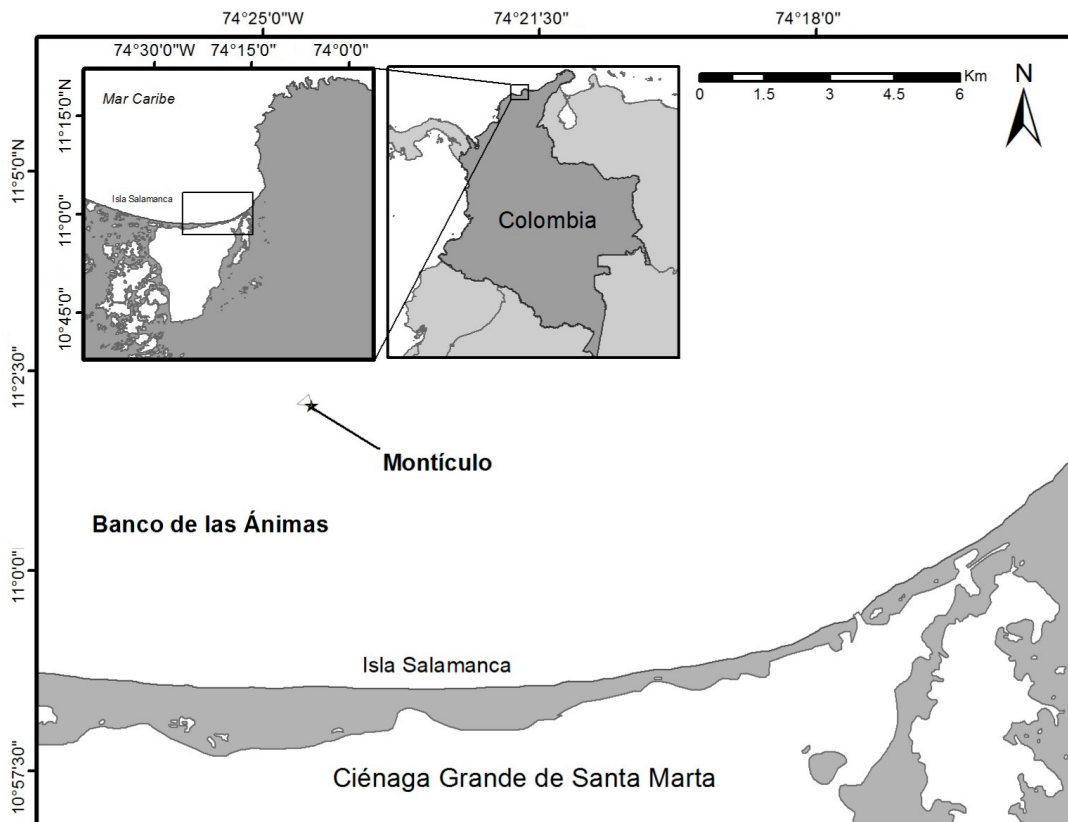 74°25'0"W 74°21'30" 74°18'0"
74°30'0"W 74°15'0" 74°0'0"
Mar Caribe
11°15'0"N
11°0'0"
10°45'0"
Isla Salamanca
Colombia
Km
0 1.5 3 4.5 6
N
11°5'0"N
11°2'30"
11°0'0"
10°57'30"
Montículo
Banco de las Ánimas
Isla Salamanca
Ciénaga Grande de Santa Marta